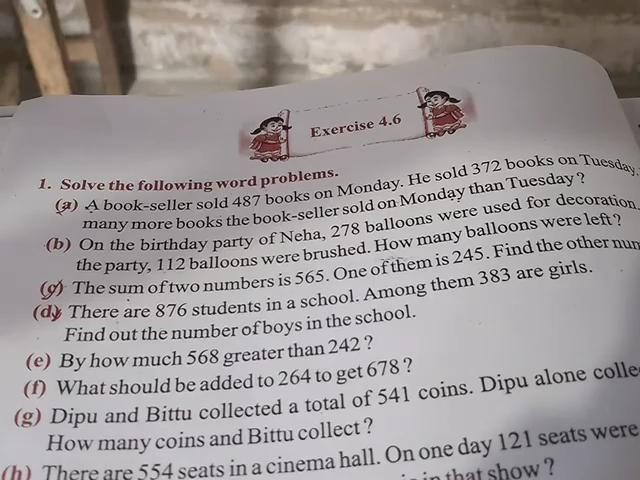 Exercise 4.6
1. Solve the following word problems.
(a) A book-seller sold 487 books on Monday. He sold 372 books on Tuesday.
many more books the book-seller sold on Monday than Tuesday?
(b) On the birthday party of Neha, 278 balloons were used for decoration.
the party, 112 balloons were brushed. How many balloons were left?
(c) The sum of two numbers is 565. One of them is 245. Find the other
(d) There are 876 students in a school. Among them 383 are girls.
Find out the number of boys in the school.
(e) By how much 568 greater than 242?
(f) What should be added to 264 to get 678?
(g) Dipu and Bittu collected a total of 541 coins. Dipu alone
How many coins and Bittu collect?
(h) There are 554 seats in a cinema hall. On one day 121 seats were
in that show?